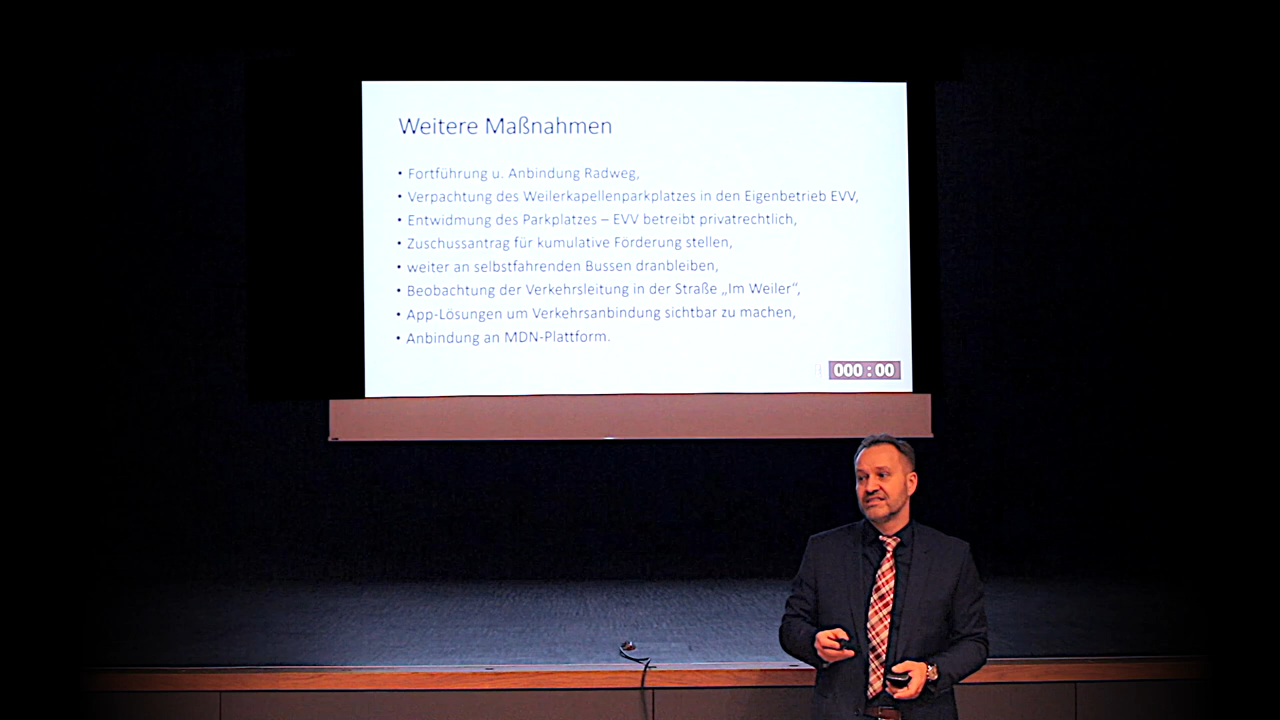 Weitere Maßnahmen
• Fortführung u. Anbindung Radweg,
• Verpachtung des Weilerkapellenparkplatzes in den Eigenbetrieb EVV,
• Entwidmung des Parkplatzes – EVV betreibt privatrechtlich,
• Zuschussantrag für kumulative Förderung stellen,
• weiter an selbstfahrenden Bussen dranbleiben,
• Beobachtung der Verkehrsleitung in der Straße „Im Weiler“,
• App-Lösungen um Verkehrsanbindung sichtbar zu machen,
• Anbindung an MDN-Plattform.
000 : 00